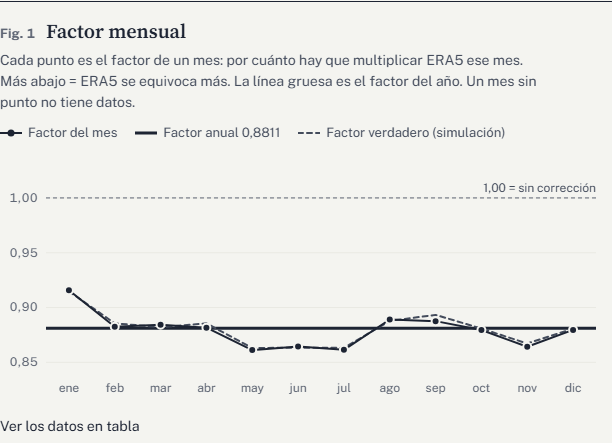 Fig. 1 Factor mensual
Cada punto es el factor de un mes: por cuánto hay que multiplicar ERA5 ese mes.
Más abajo = ERA5 se equivoca más. La línea gruesa es el factor del año. Un mes sin
punto no tiene datos.
Factor del mes Factor anual 0,8811 Factor verdadero (simulación)
1,00 = sin corrección
1,00
0,95
0,90
0,85
ene feb mar abr may jun jul ago sep oct nov dic
Ver los datos en tabla